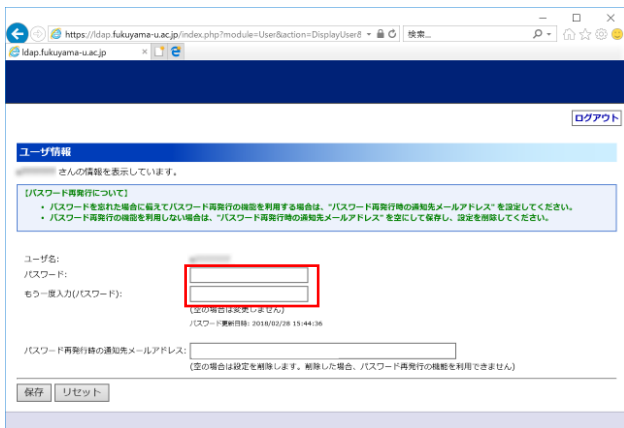 https://ldap.fukuyama-u.ac.jp/index.php?module=User&action=DisplayUserE
検索...
ldap.fukuyama-u.ac.jp
ログアウト
ユーザ情報
さんの情報を表示しています。
【パスワード再発行について】
• パスワードを忘れた場合に備えてパスワード再発行の機能を利用する場合は、"パスワード再発行時の通知先メールアドレス" を設定してください。
• パスワード再発行の機能を利用しない場合は、"パスワード再発行時の通知先メールアドレス" を空にして保存し、設定を削除してください。
ユーザ名:
パスワード:
もう一度入力(パスワード):
(空の場合は変更しません)
パスワード更新日時: 2018/02/28 15:44:36
パスワード再発行時の通知先メールアドレス:
(空の場合は設定を削除します。削除した場合、パスワード再発行の機能を利用できません)
保存 リセット